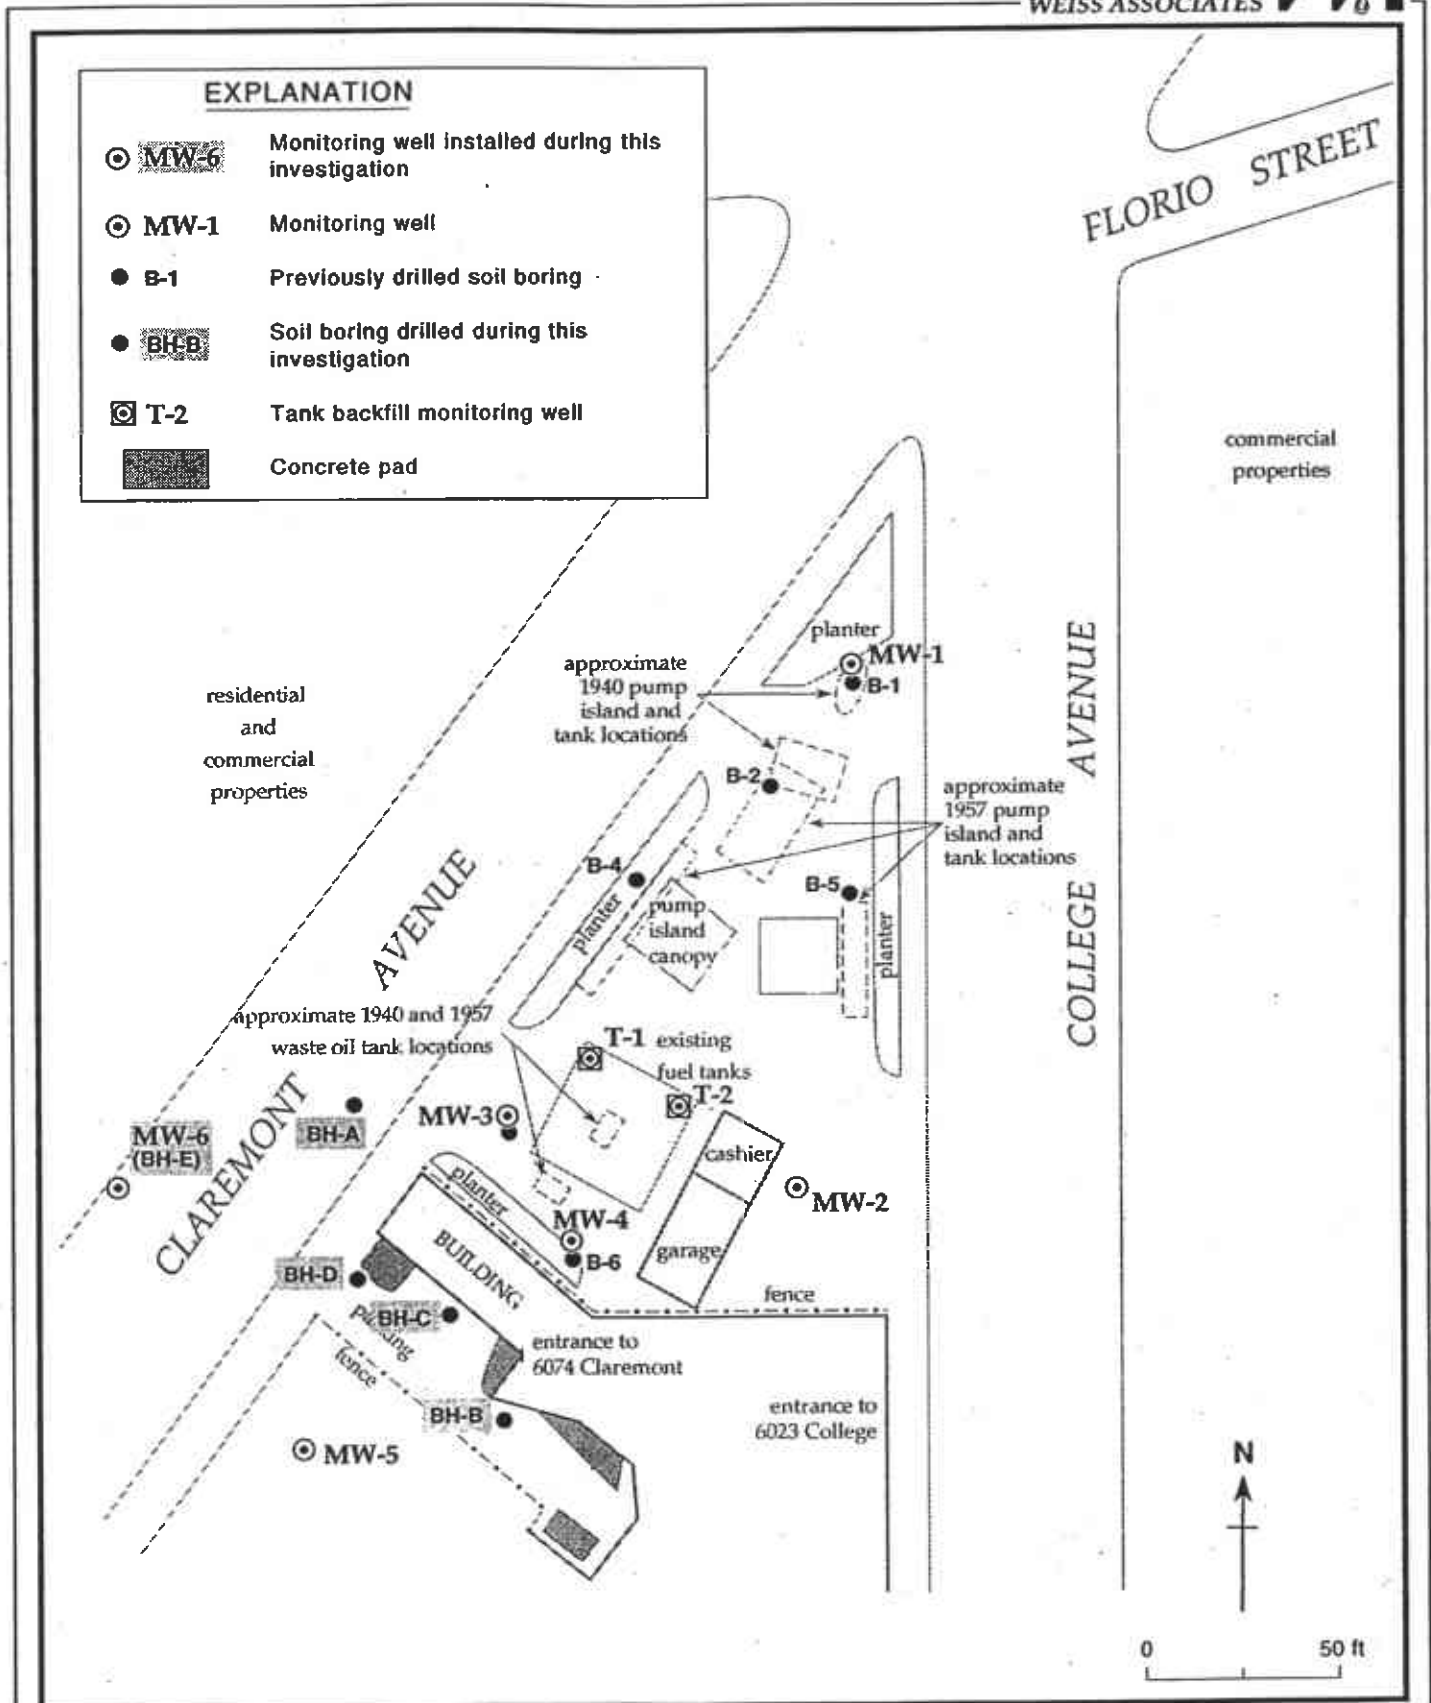 WEISS ASSOCIATES
EXPLANATION
MW-6
Monitoring well installed during this
investigation
MW-1
Monitoring well
B-1
Previously drilled soil boring
BH-B
Soil boring drilled during this
investigation
T-2
Tank backfill monitoring well
Concrete pad
FLORIO STREET
commercial
properties
planter
MW-1
B-1
approximate
1940 pump
island and
tank locations
residential
and
commercial
properties
COLLEGE AVENUE
B-2
approximate
1957 pump
island and
tank locations
B-4
B-5
planter
pump
island
canopy
planter
CLAREMONT AVENUE
approximate 1940 and 1957
waste oil tank locations
T-1
existing
fuel tanks
T-2
MW-3
BH-A
MW-6
(BH-E)
cashier
MW-2
planter
MW-4
B-6
garage
BUILDING
BH-D
BH-C
parking
fence
fence
entrance to
6074 Claremont
BH-B
entrance to
6023 College
MW-5
N
0 50 ft